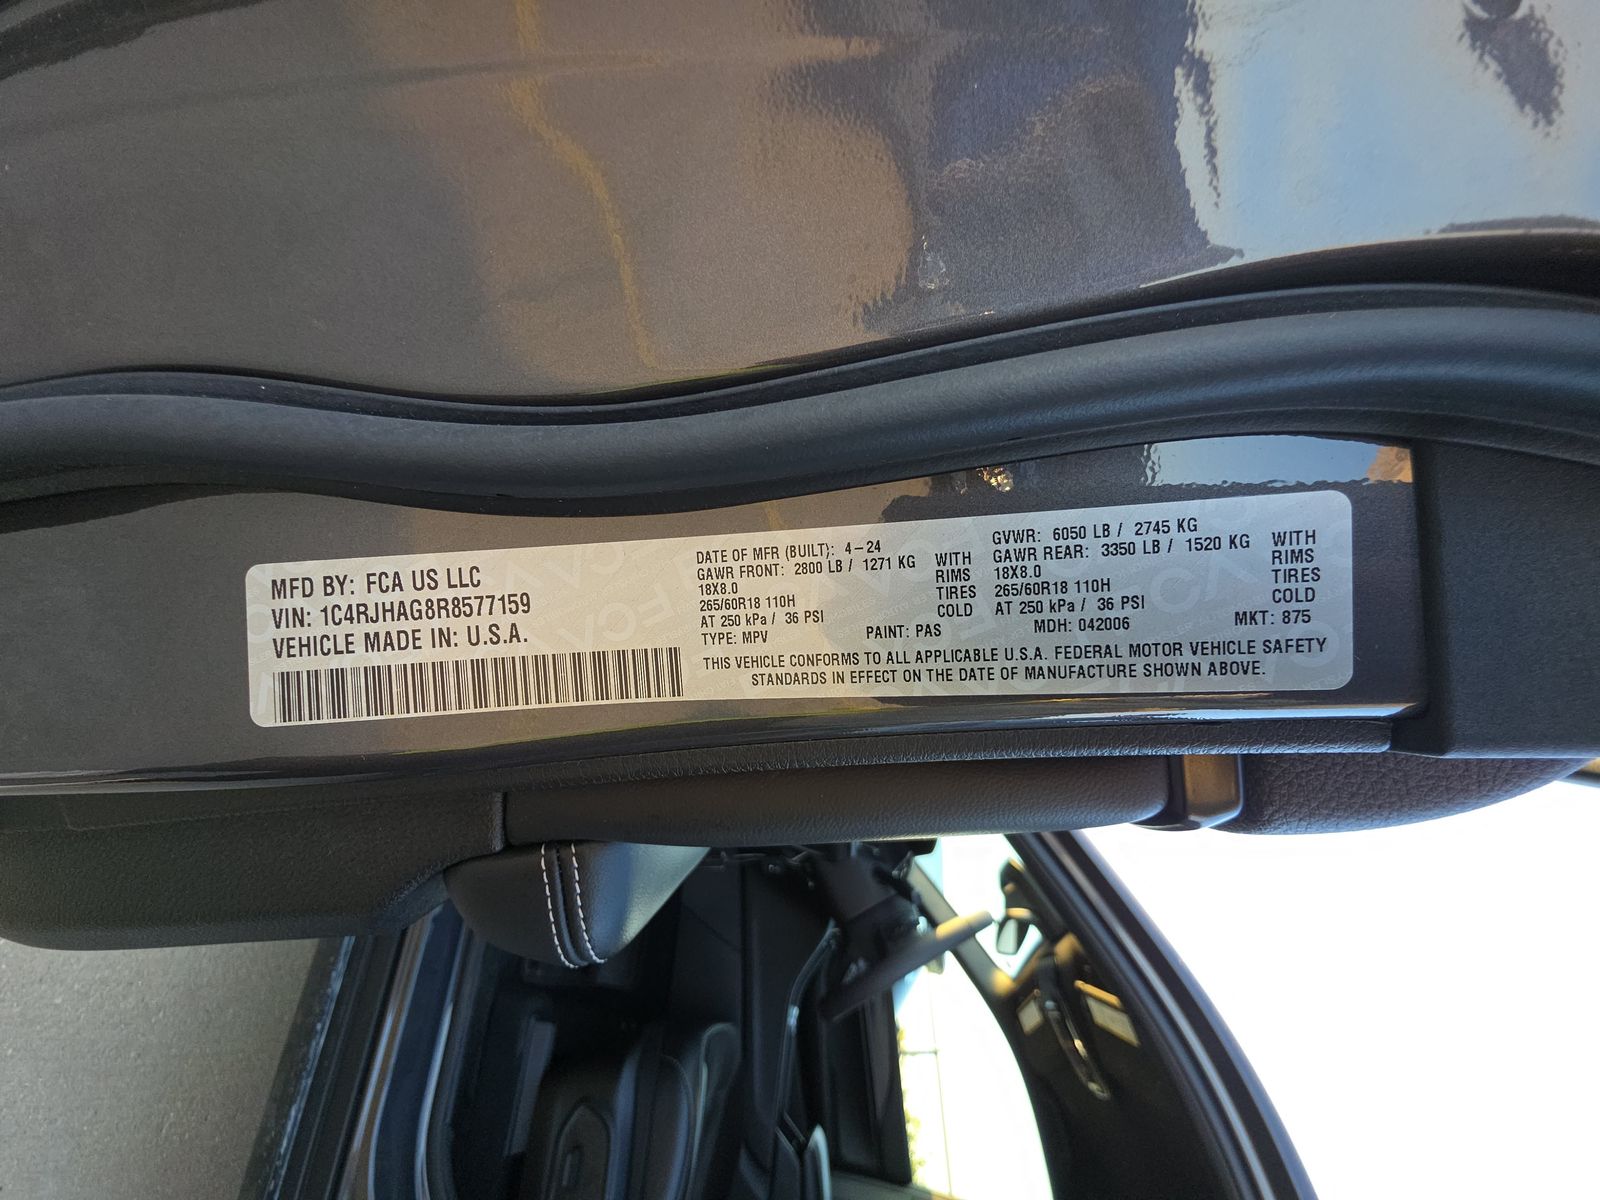 MFD BY: FCA US LLC
VIN: 1C4RJHAG8R8577159
VEHICLE MADE IN: U.S.A.
DATE OF MFR (BUILT): 4-24
GAWR FRONT: 2800 LB / 1271 KG WITH
18X8.0 RIMS
265/60R18 110H TIRES
AT 250 kPa / 36 PSI COLD
GVWR: 6050 LB / 2745 KG
GAWR REAR: 3350 LB / 1520 KG WITH
18X8.0 RIMS
265/60R18 110H TIRES
AT 250 kPa / 36 PSI COLD
TYPE: MPV PAINT: PAS MDH: 042006 MKT: 875
THIS VEHICLE CONFORMS TO ALL APPLICABLE U.S.A. FEDERAL MOTOR VEHICLE SAFETY
STANDARDS IN EFFECT ON THE DATE OF MANUFACTURE SHOWN ABOVE.